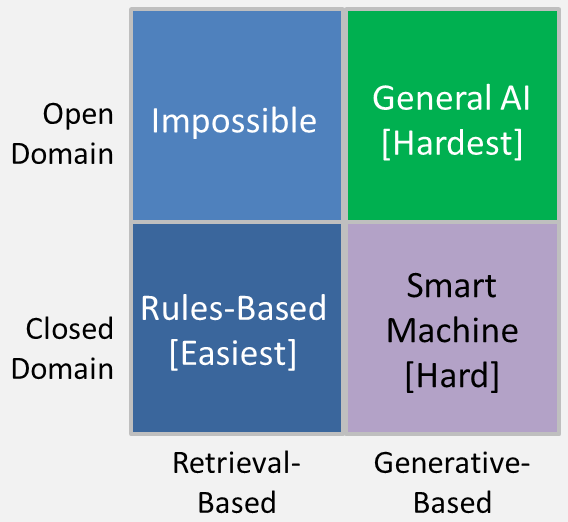 Open
Domain
Impossible
General AI
[Hardest]
Closed
Domain
Rules-Based
[Easiest]
Smart
Machine
[Hard]
Retrieval-
Based
Generative-
Based